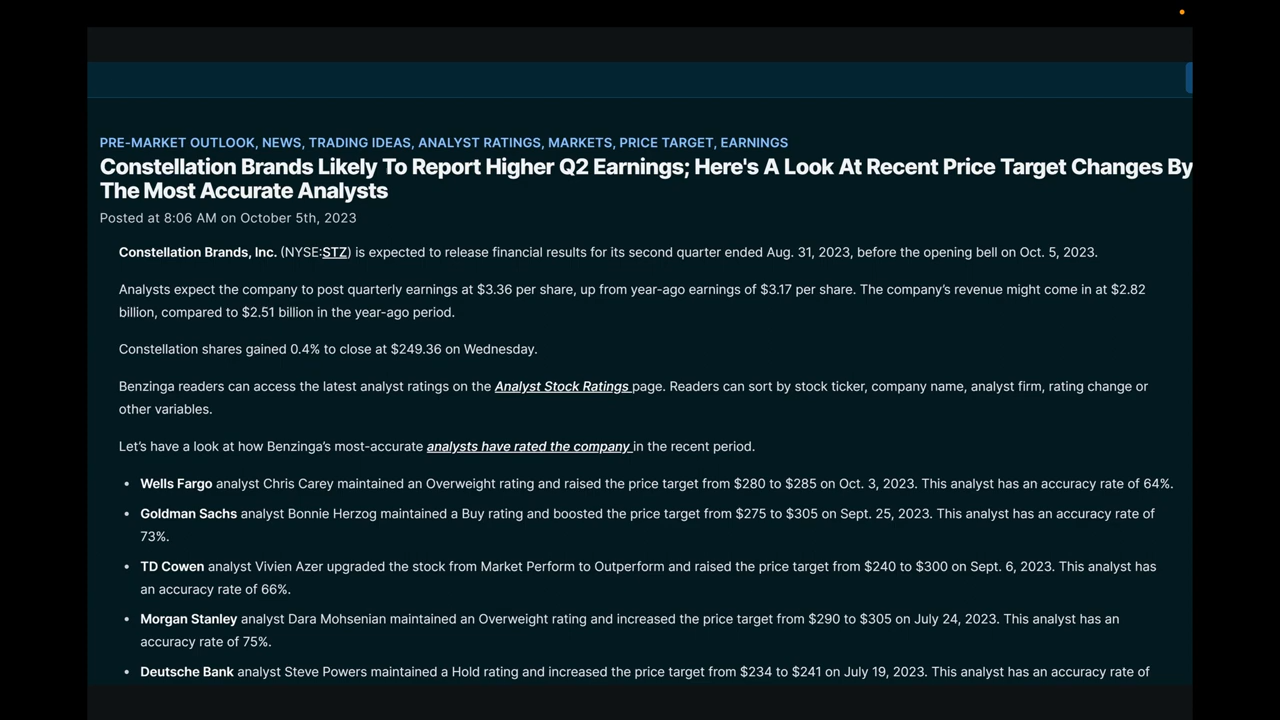 PRE-MARKET OUTLOOK, NEWS, TRADING IDEAS, ANALYST RATINGS, MARKETS, PRICE TARGET, EARNINGS
Constellation Brands Likely To Report Higher Q2 Earnings; Here's A Look At Recent Price Target Changes By
The Most Accurate Analysts
Posted at 8:06 AM on October 5th, 2023
Constellation Brands, Inc. (NYSE:STZ) is expected to release financial results for its second quarter ended Aug. 31, 2023, before the opening bell on Oct. 5, 2023.
Analysts expect the company to post quarterly earnings at $3.36 per share, up from year-ago earnings of $3.17 per share. The company’s revenue might come in at $2.82
billion, compared to $2.51 billion in the year-ago period.
Constellation shares gained 0.4% to close at $249.36 on Wednesday.
Benzinga readers can access the latest analyst ratings on the Analyst Stock Ratings page. Readers can sort by stock ticker, company name, analyst firm, rating change or
other variables.
Let’s have a look at how Benzinga’s most-accurate analysts have rated the company in the recent period.
• Wells Fargo analyst Chris Carey maintained an Overweight rating and raised the price target from $280 to $285 on Oct. 3, 2023. This analyst has an accuracy rate of 64%.
• Goldman Sachs analyst Bonnie Herzog maintained a Buy rating and boosted the price target from $275 to $305 on Sept. 25, 2023. This analyst has an accuracy rate of
73%.
• TD Cowen analyst Vivien Azer upgraded the stock from Market Perform to Outperform and raised the price target from $240 to $300 on Sept. 6, 2023. This analyst has
an accuracy rate of 66%.
• Morgan Stanley analyst Dara Mohsenian maintained an Overweight rating and increased the price target from $290 to $305 on July 24, 2023. This analyst has an
accuracy rate of 75%.
• Deutsche Bank analyst Steve Powers maintained a Hold rating and increased the price target from $234 to $241 on July 19, 2023. This analyst has an accuracy rate of